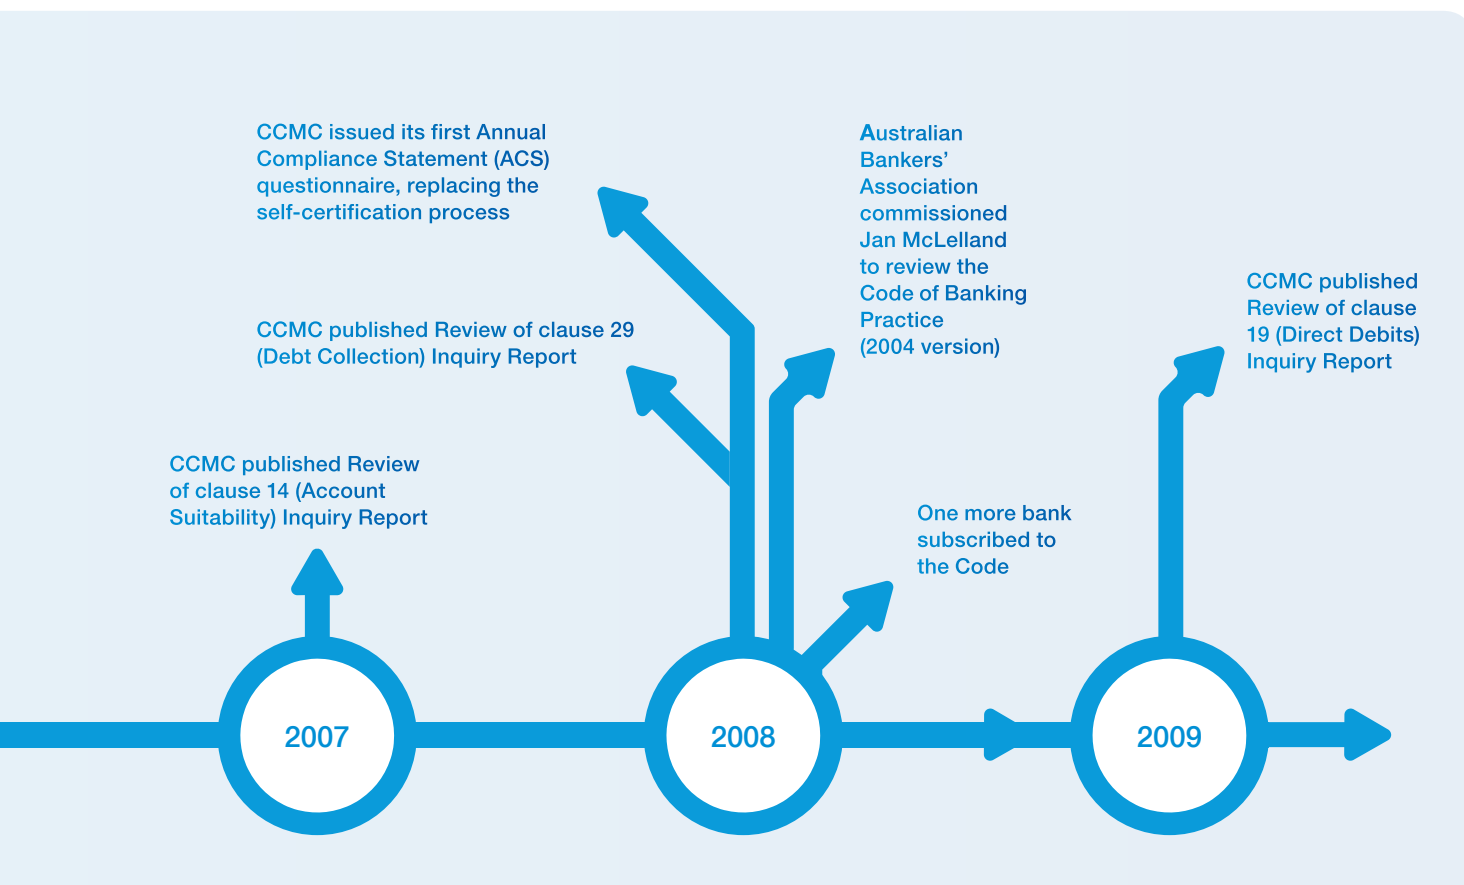 CCMC issued its first Annual
Compliance Statement (ACS)
questionnaire, replacing the
self-certification process
CCMC published Review of clause 29
(Debt Collection) Inquiry Report
CCMC published Review
of clause 14 (Account
Suitability) Inquiry Report
Australian
Bankers’
Association
commissioned
Jan McLelland
to review the
Code of Banking
Practice
(2004 version)
One more bank
subscribed to
the Code
CCMC published
Review of clause
19 (Direct Debits)
Inquiry Report
2007
2008
2009